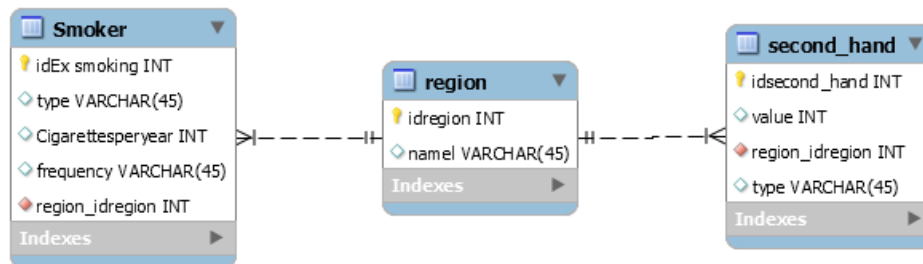 Smoker
idEx smoking INT
type VARCHAR(45)
Cigarettesperyear INT
frequency VARCHAR(45)
region_idregion INT
Indexes
region
idregion INT
namel VARCHAR(45)
Indexes
second_hand
idsecond_hand INT
value INT
region_idregion INT
type VARCHAR(45)
Indexes